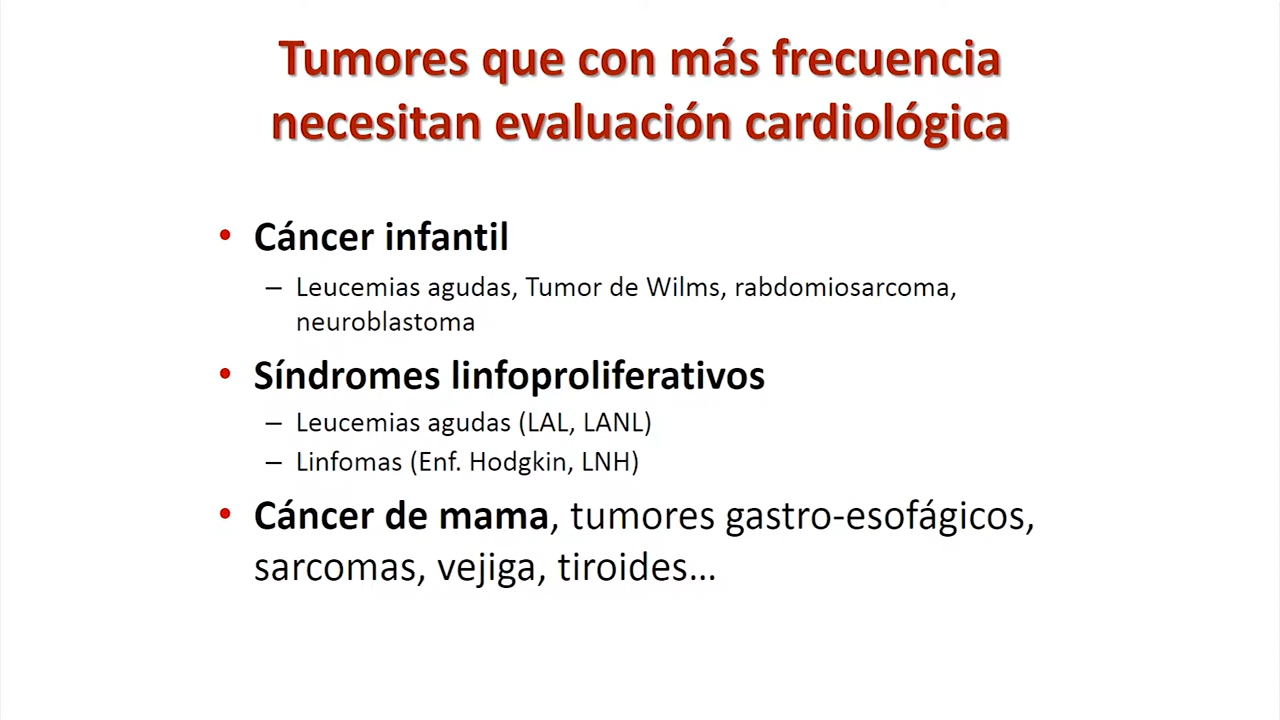 Tumores que con más frecuencia
necesitan evaluación cardiológica
• Cáncer infantil
– Leucemias agudas, Tumor de Wilms, rabdomiosarcoma,
neuroblastoma
• Síndromes linfoproliferativos
– Leucemias agudas (LAL, LANL)
– Linfomas (Enf. Hodgkin, LNH)
• Cáncer de mama, tumores gastro-esofágicos,
sarcomas, vejiga, tiroides…